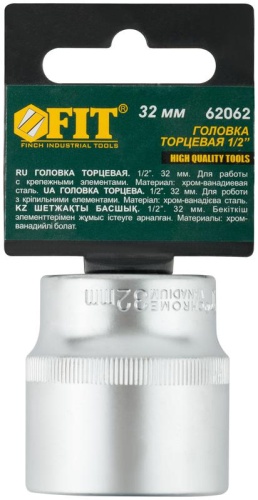 FIT®
FINCH INDUSTRIAL TOOLS
32 мм 62062
ГОЛОВКА
ТОРЦЕВАЯ 1/2"
HIGH QUALITY TOOLS
RU ГОЛОВКА ТОРЦЕВАЯ. 1/2". 32 мм. Для работы
с крепежными элементами. Материал: хром-ванадиевая
сталь. UA ГОЛОВКА ТОРЦЕВА. 1/2". 32 мм. Для роботи
з кріпильними елементами. Матеріал: хром-ванадієва
сталь. KZ ШЕТЖАҚТЫ БАСШЫҚ. 1/2". 32 мм. Бекіткіш
элементтерімен жұмыс істеуге арналған. Материалы: хром-
ванадийлі болат.
CHROME
VANADIUM
32mm